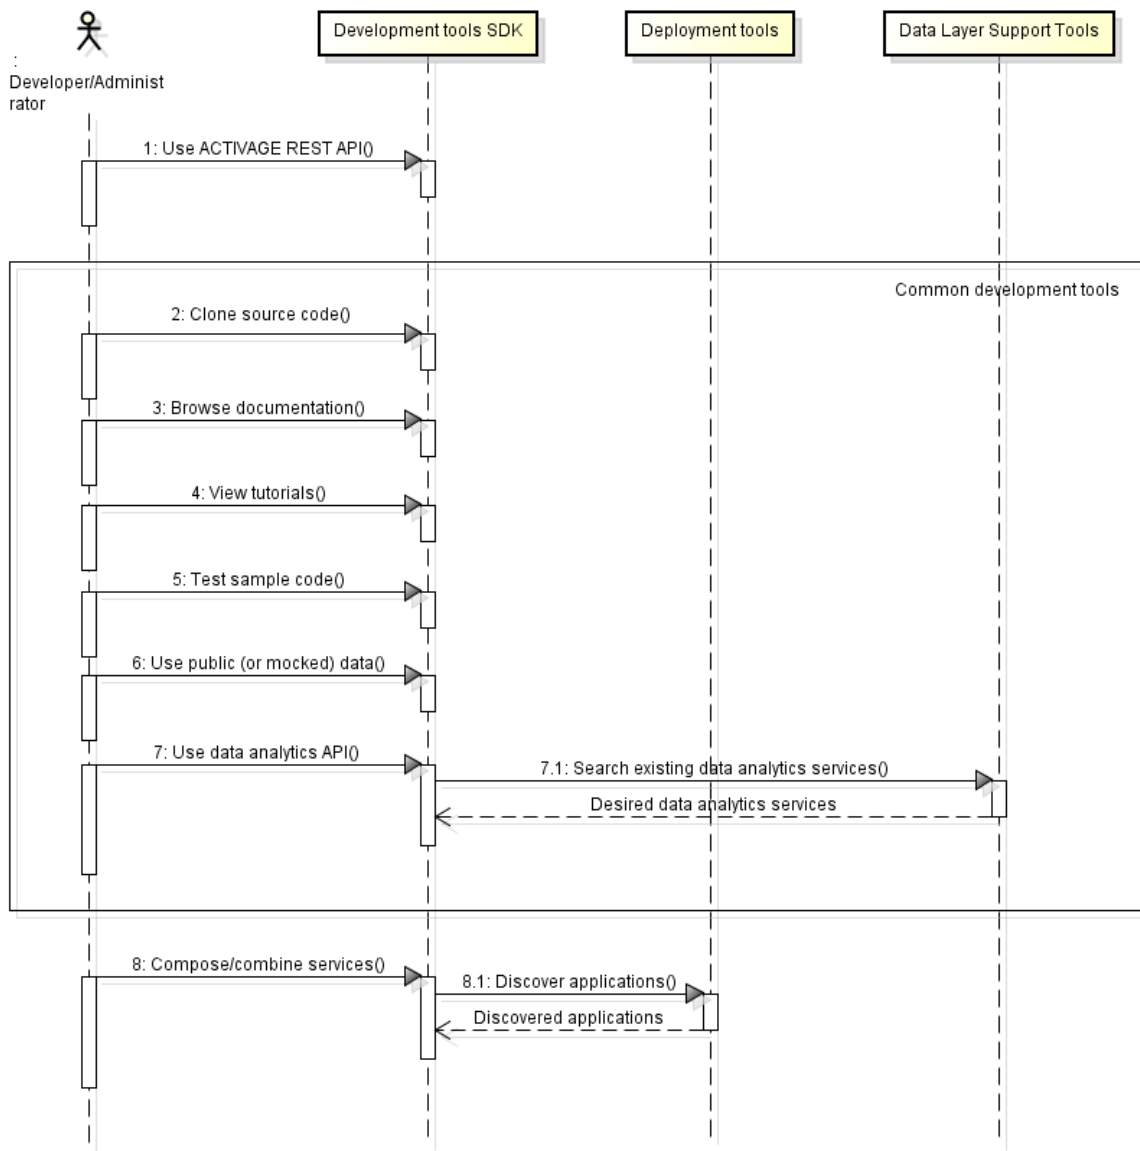 Development tools SDK
Deployment tools
Data Layer Support Tools
:
Developer/Administ
rator
1: Use ACTIVAGE REST API()
Common development tools
2: Clone source code()
3: Browse documentation()
4: View tutorials()
5: Test sample code()
6: Use public (or mocked) data()
7: Use data analytics API()
7.1: Search existing data analytics services()
Desired data analytics services
8: Compose/combine services()
8.1: Discover applications()
Discovered applications